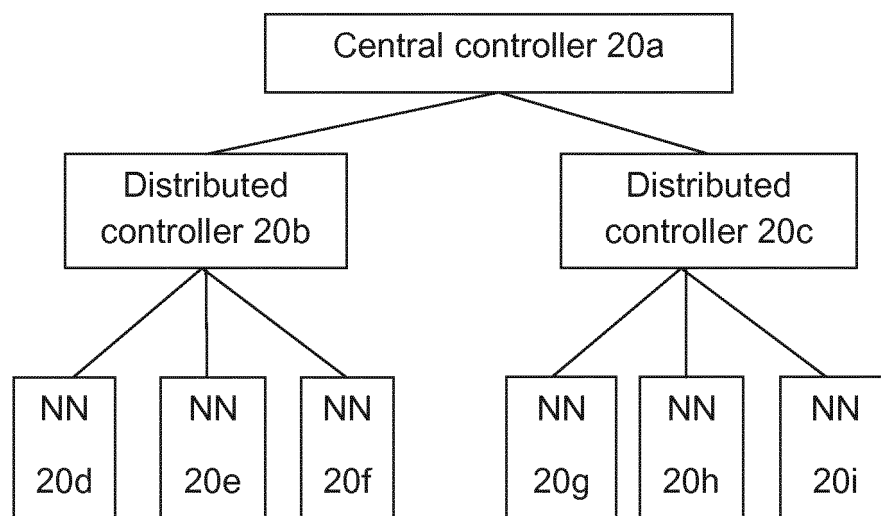 Central controller 20a
Distributed
controller 20b
Distributed
controller 20c
NN
20d
NN
20e
NN
20f
NN
20g
NN
20h
NN
20i